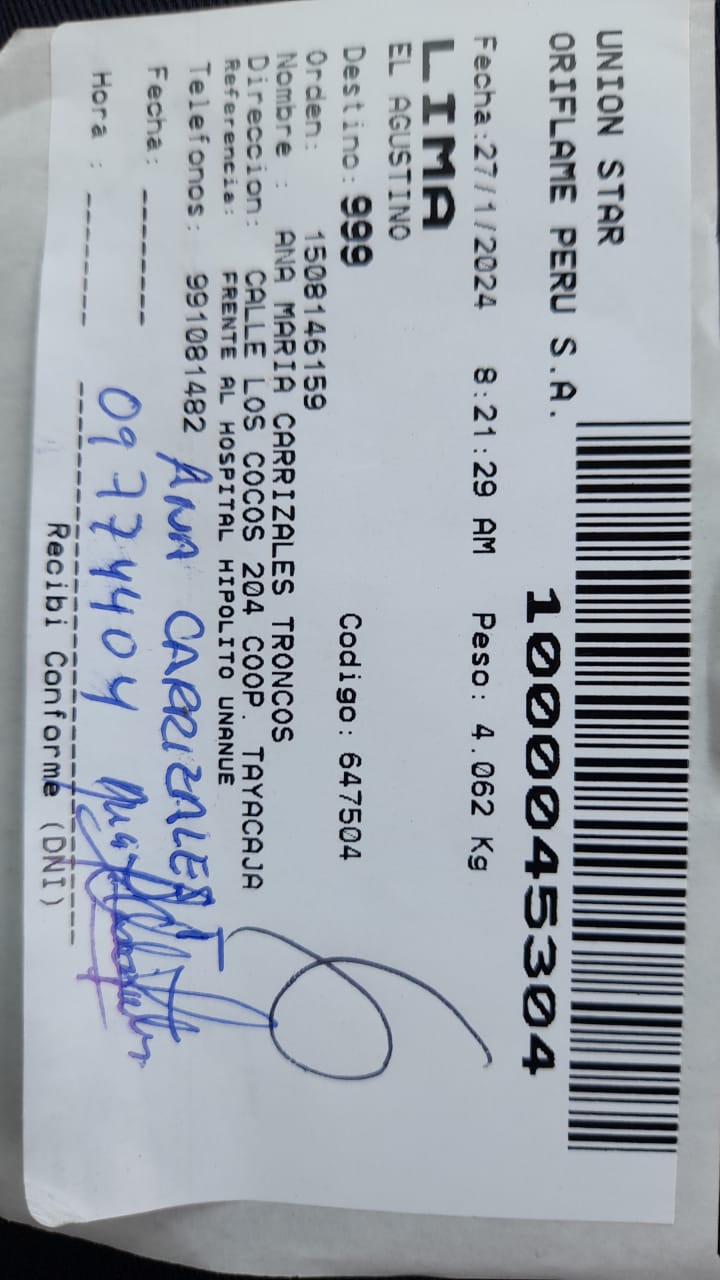 UNION STAR
ORIFLAME PERU S.A.
1000045304
Fecha:27/1/2024 8:21:29 AM Peso: 4.062 Kg
LIMA
EL AGUSTINO
Destino: 999 Codigo: 647504
Orden: 1508146159
Nombre : ANA MARIA CARRIZALES TRONCOS
Direccion: CALLE LOS COCOS 204 COOP. TAYACAJA
Referencia: FRENTE AL HOSPITAL HIPOLITO UNANUE
Telefonos: 991081482
ANA CARRIZALES T
Fecha: --------
09774404
Hora : --------
Recibi Conforme (DNI)